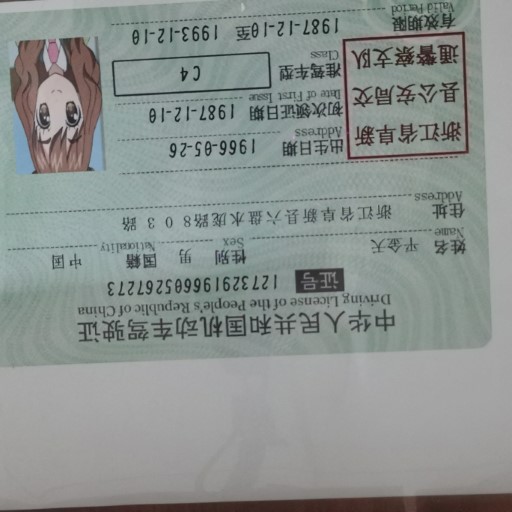 中华人民共和国机动车驾驶证
Driving License of the People's Republic of China
证号 127329196605267273
姓名 平金天 性别 男 国籍 中国
Name Sex Nationality
住址 浙江省阜新县六盘水庞路803路
Address
浙江省阜新
县公安局交
通警察支队
出生日期 1966-05-26
Address
初次领证日期 1987-12-10
Date of First Issue
准驾车型 C4
Class
有效期限 1987-12-10至 1993-12-10
Valid Period